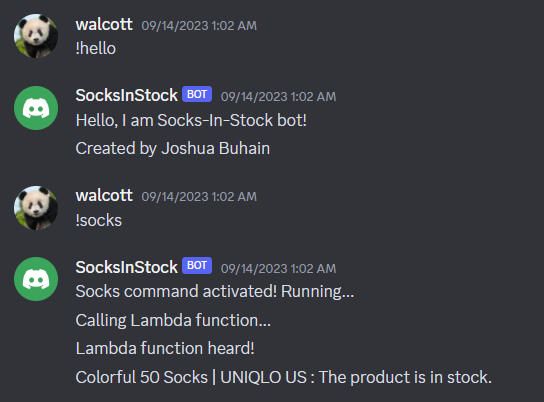 walcott 09/14/2023 1:02 AM
!hello
SocksInStock BOT 09/14/2023 1:02 AM
Hello, I am Socks-In-Stock bot!
Created by Joshua Buhain
walcott 09/14/2023 1:02 AM
!socks
SocksInStock BOT 09/14/2023 1:02 AM
Socks command activated! Running...
Calling Lambda function...
Lambda function heard!
Colorful 50 Socks | UNIQLO US : The product is in stock.